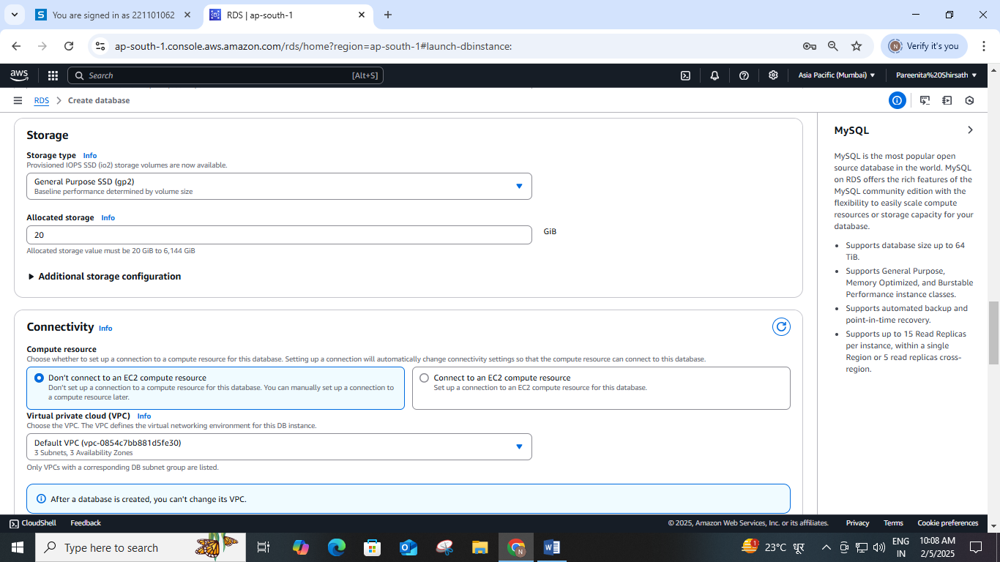 You are signed in as 221101062
RDS | ap-south-1
ap-south-1.console.aws.amazon.com/rds/home?region=ap-south-1#launch-dbinstance:
Verify it's you
aws
Search
[Alt+S]
Asia Pacific (Mumbai)
Pareenita%20Shirsath
RDS
Create database
Storage
Storage type Info
Provisioned IOPS SSD (io2) storage volumes are now available.
General Purpose SSD (gp2)
Baseline performance determined by volume size
Allocated storage Info
20
GiB
Allocated storage value must be 20 GiB to 6,144 GiB
Additional storage configuration
Connectivity Info
Compute resource
Choose whether to set up a connection to a compute resource for this database. Setting up a connection will automatically change connectivity settings so that the compute resource can connect to this database.
Don't connect to an EC2 compute resource
Don't set up a connection to a compute resource for this database. You can manually set up a connection to
a compute resource later.
Connect to an EC2 compute resource
Set up a connection to an EC2 compute resource for this database.
Virtual private cloud (VPC) Info
Choose the VPC. The VPC defines the virtual networking environment for this DB instance.
Default VPC (vpc-0854c7bb881d5fe30)
3 Subnets, 3 Availability Zones
Only VPCs with a corresponding DB subnet group are listed.
After a database is created, you can't change its VPC.
MySQL
MySQL is the most popular open
source database in the world. MySQL
on RDS offers the rich features of the
MySQL community edition with the
flexibility to easily scale compute
resources or storage capacity for your
database.
• Supports database size up to 64
TiB.
• Supports General Purpose,
Memory Optimized, and Burstable
Performance instance classes.
• Supports automated backup and
point-in-time recovery.
• Supports up to 15 Read Replicas
per instance, within a single
Region or 5 read replicas cross-
region.
CloudShell
Feedback
© 2025, Amazon Web Services, Inc. or its affiliates.
Privacy
Terms
Cookie preferences
Type here to search
23°C धूर
ENG
IN
10:08 AM
2/5/2025